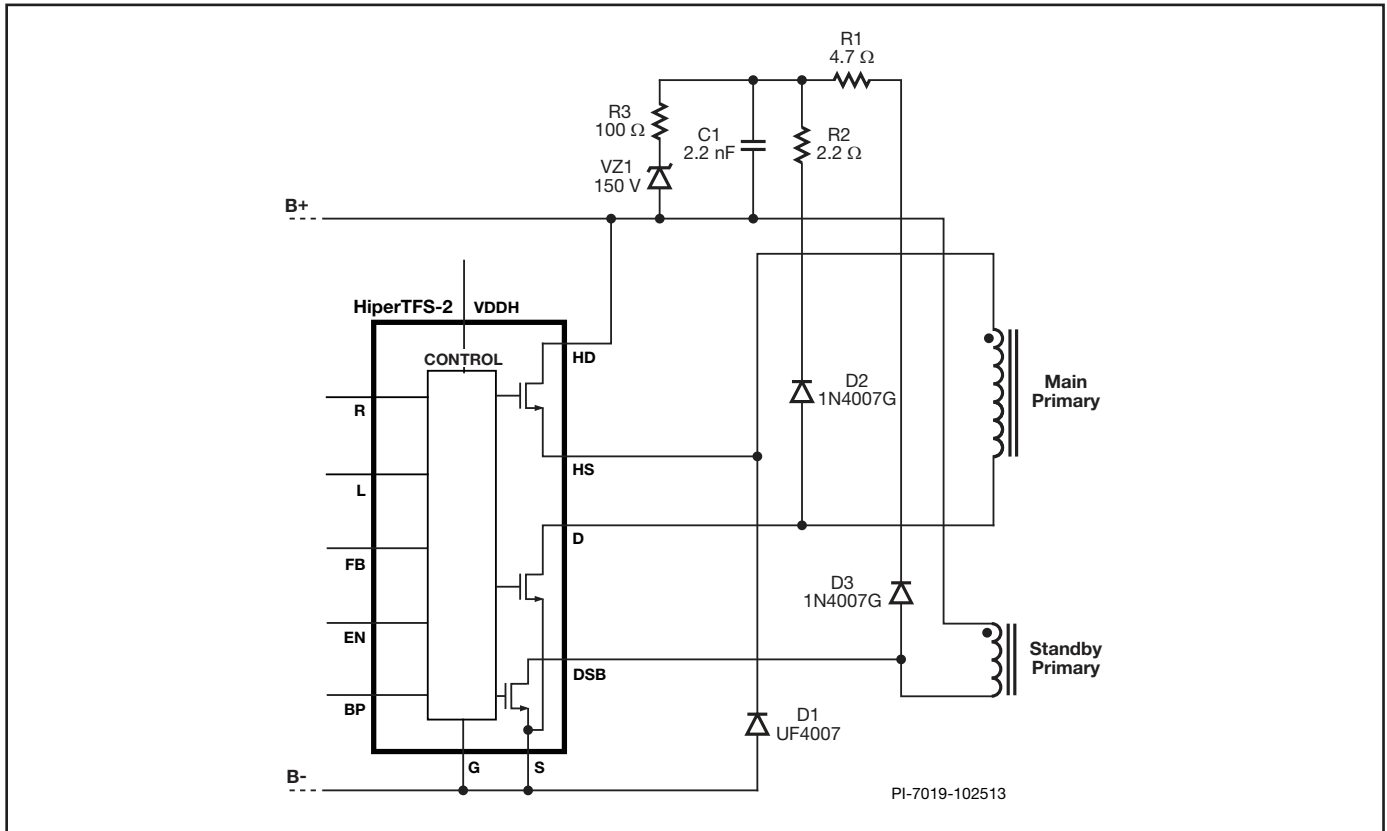 R1
4.7 Ω
R3
100 Ω
C1
2.2 nF
R2
2.2 Ω
VZ1
150 V
B+
HiperTFS-2
VDDH
CONTROL
HD
R
D2
1N4007G
Main
Primary
HS
L
D
FB
D3
1N4007G
EN
Standby
Primary
DSB
BP
D1
UF4007
G
S
B-
PI-7019-102513